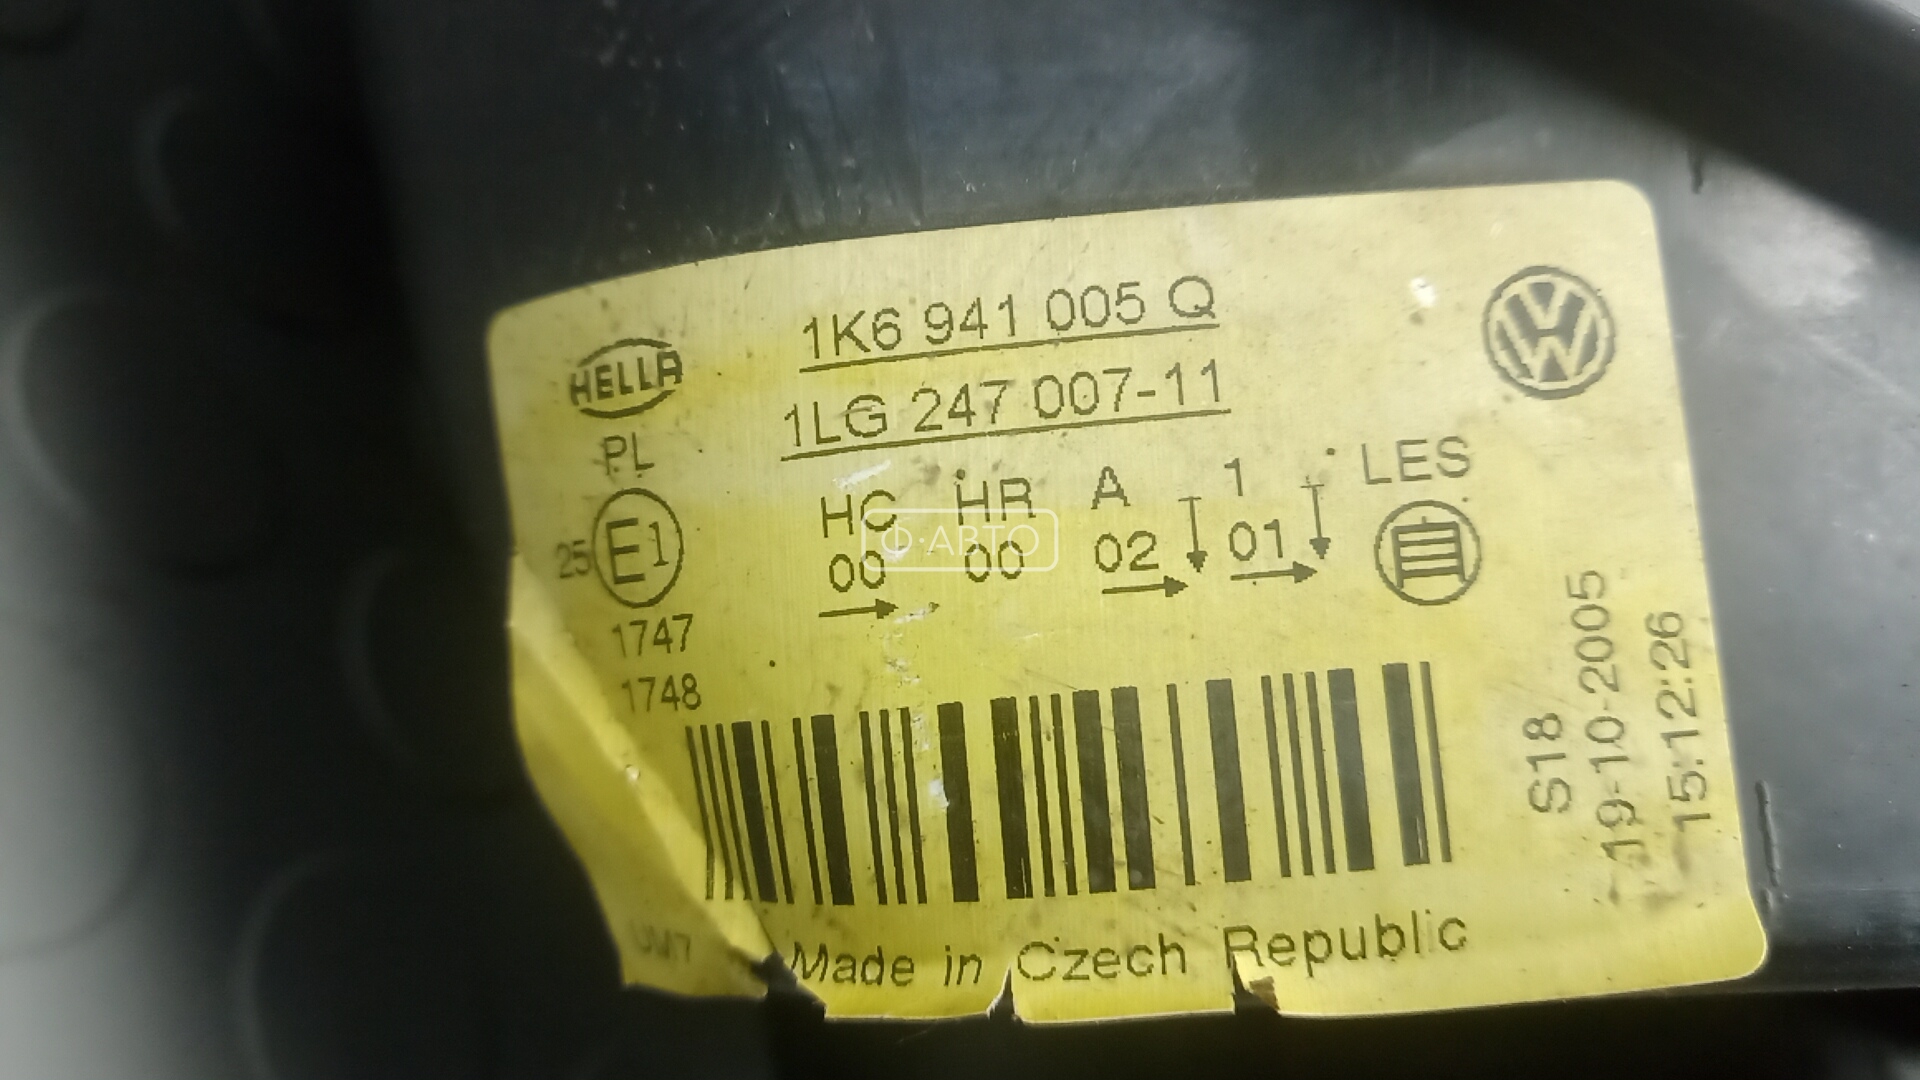 1K6 941 005 Q
HELLA
1LG 247 007-11
PL
HC HR A 1 LES
25 E1 00 00 02 01
Ф·АВТО
1747
1748
S18
19-10-2005
15:12:26
Made in Czech Republic